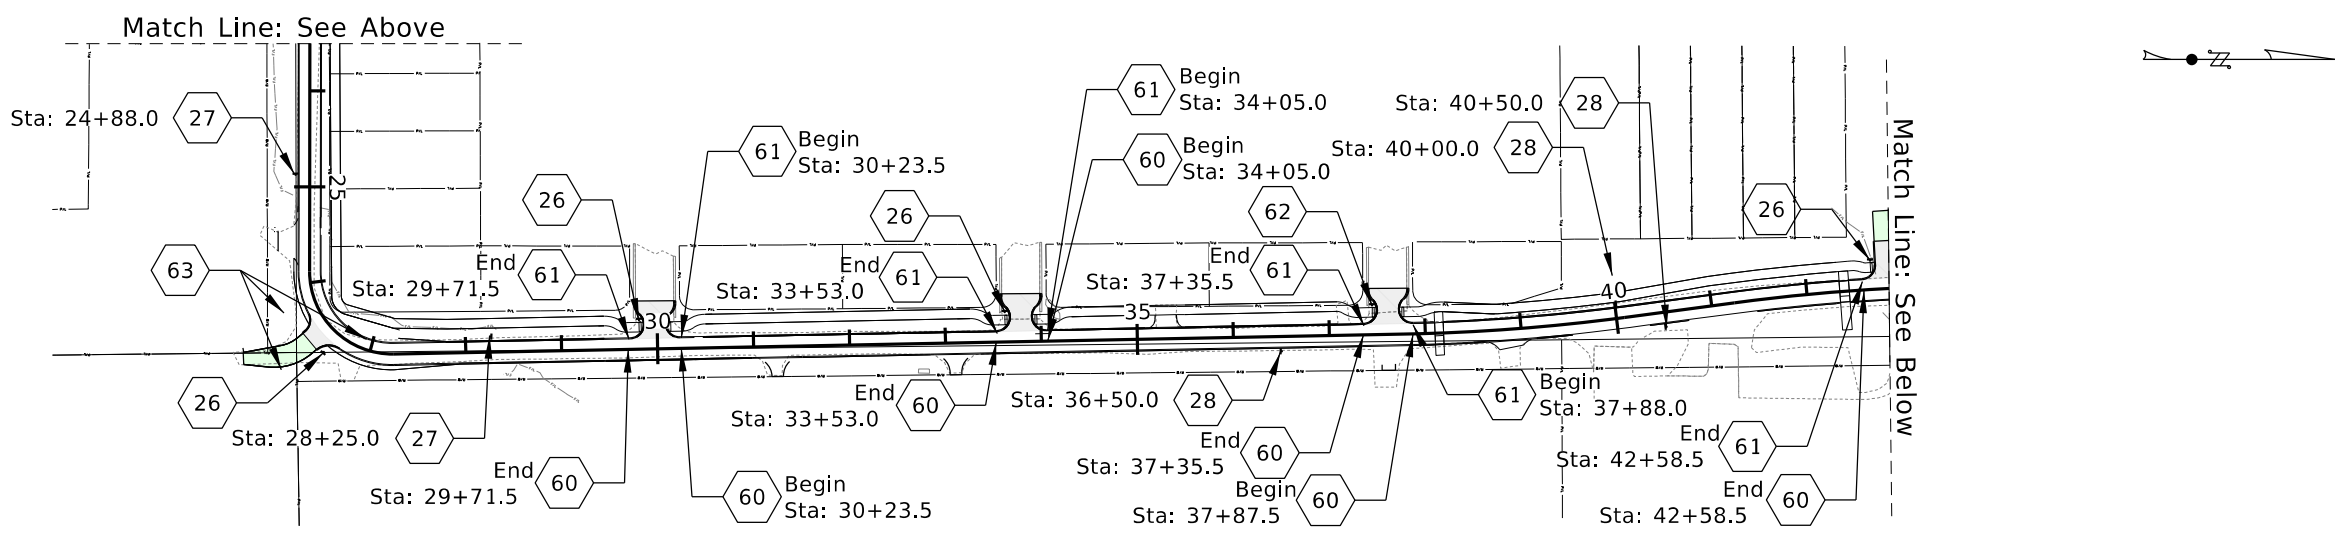 Match Line: See Above
61 Begin
Sta: 34+05.0
Sta: 40+50.0 28
Sta: 24+88.0 27
61 Begin
Sta: 30+23.5
60 Begin
Sta: 34+05.0
Sta: 40+00.0 28
25
26
26
62
26
63
End
Sta: 29+71.5 61
End
Sta: 33+53.0 61
End
Sta: 37+35.5 61
30
35
40
Match Line: See Below
26
Sta: 28+25.0 27
End
Sta: 29+71.5 60
60 Begin
Sta: 30+23.5
End
Sta: 33+53.0 60
Sta: 36+50.0 28
End
Sta: 37+35.5 60
Begin
Sta: 37+87.5 60
61 Begin
Sta: 37+88.0
End
Sta: 42+58.5 61
End
Sta: 42+58.5 60